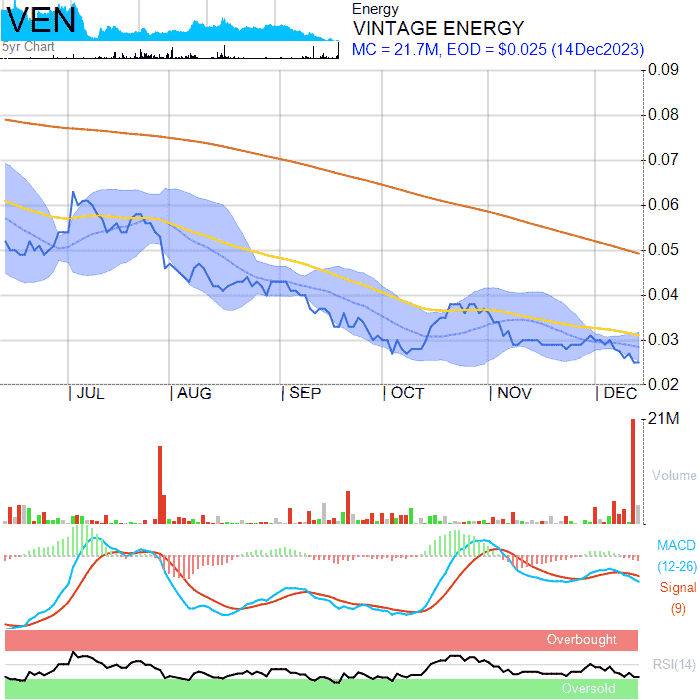 VEN
5yr Chart
Energy
VINTAGE ENERGY
MC = 21.7M, EOD = $0.025 (14Dec2023)
0.09
0.08
0.07
0.06
0.05
0.04
0.03
0.02
JUL AUG SEP OCT NOV DEC
21M
Volume
MACD
(12-26)
Signal
(9)
Overbought
RSI(14)
Oversold